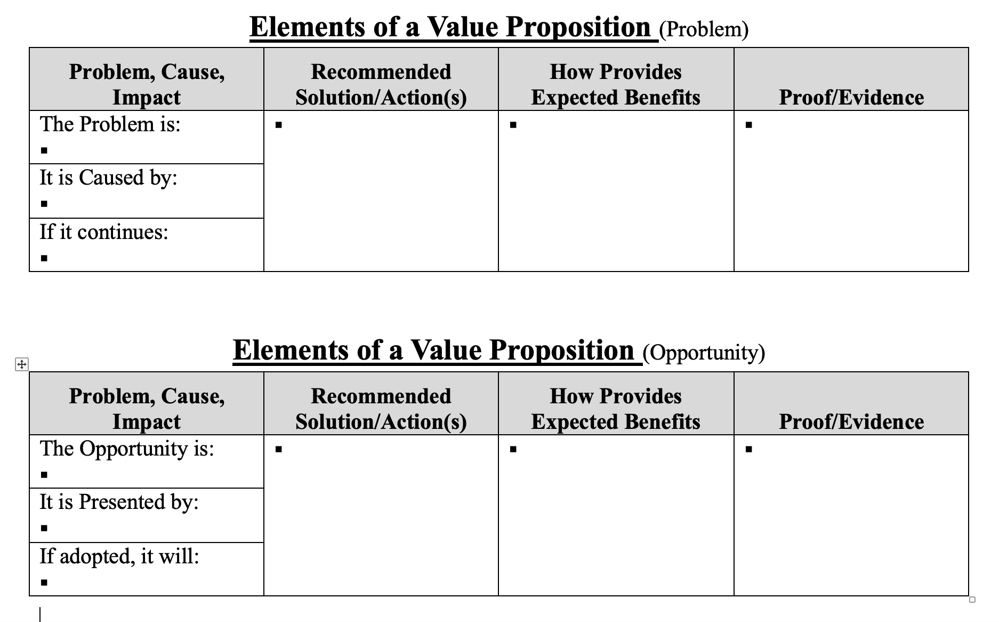 Elements of a Value Proposition (Problem)
Problem, Cause,
Impact
Recommended
Solution/Action(s)
How Provides
Expected Benefits
Proof/Evidence
The Problem is:
▪
It is Caused by:
▪
If it continues:
▪
▪
▪
▪
Elements of a Value Proposition (Opportunity)
Problem, Cause,
Impact
Recommended
Solution/Action(s)
How Provides
Expected Benefits
Proof/Evidence
The Opportunity is:
▪
It is Presented by:
▪
If adopted, it will:
▪
▪
▪
▪